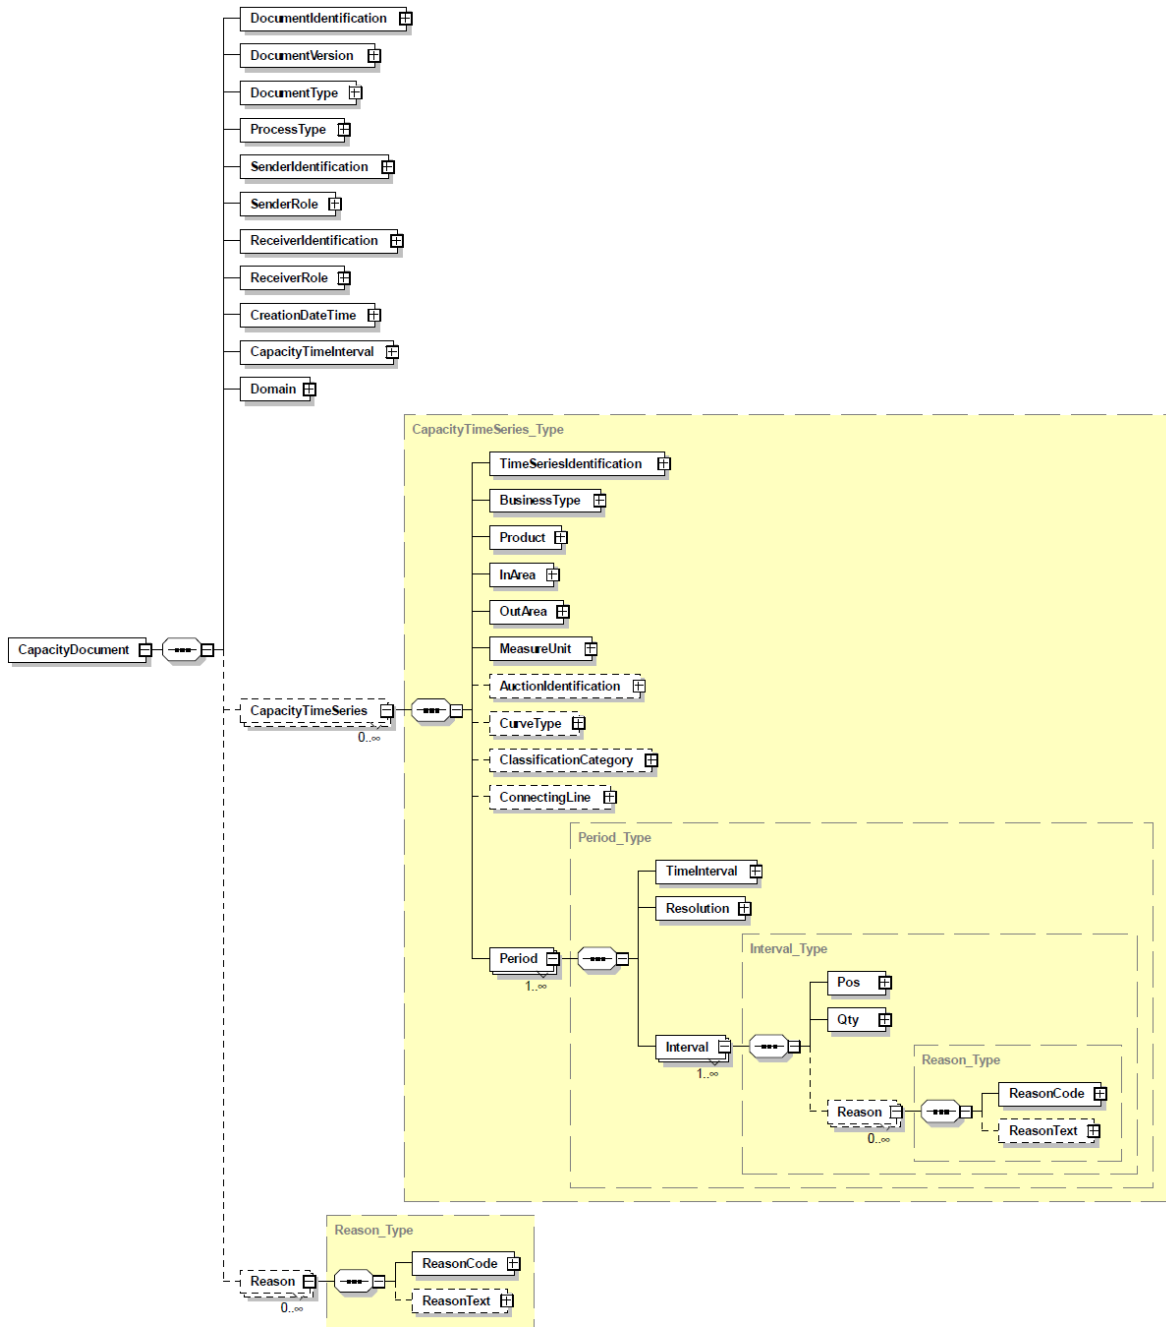 DocumentIdentification
DocumentVersion
DocumentType
ProcessType
SenderIdentification
SenderRole
ReceiverIdentification
ReceiverRole
CreationDateTime
CapacityTimeInterval
Domain
CapacityTimeSeries_Type
TimeSeriesIdentification
BusinessType
Product
InArea
OutArea
CapacityDocument
MeasureUnit
AuctionIdentification
CapacityTimeSeries
0..∞
CurveType
ClassificationCategory
ConnectingLine
Period_Type
TimeInterval
Resolution
Period
1..∞
Interval_Type
Pos
Qty
Interval
1..∞
Reason_Type
ReasonCode
Reason
0..∞
ReasonText
Reason_Type
ReasonCode
Reason
0..∞
ReasonText